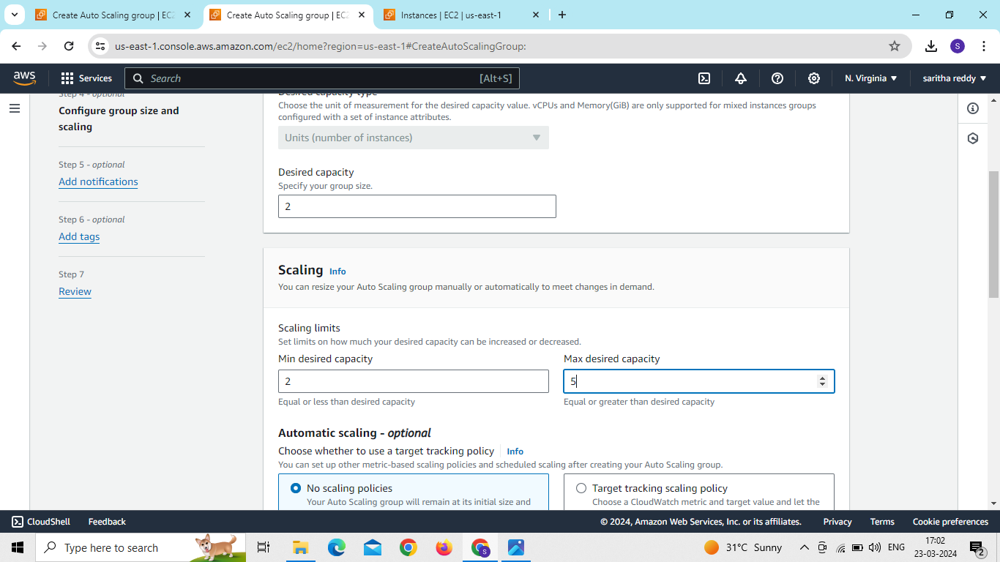 Create Auto Scaling group | EC2
Create Auto Scaling group | EC2
Instances | EC2 | us-east-1
us-east-1.console.aws.amazon.com/ec2/home?region=us-east-1#CreateAutoScalingGroup:
S
aws
Services
Search
[Alt+S]
N. Virginia
saritha reddy
Step 4 - optional
Configure group size and
scaling
Step 5 - optional
Add notifications
Step 6 - optional
Add tags
Step 7
Review
Desired capacity type
Choose the unit of measurement for the desired capacity value. vCPUs and Memory(GiB) are only supported for mixed instances groups
configured with a set of instance attributes.
Units (number of instances)
Desired capacity
Specify your group size.
2
Scaling Info
You can resize your Auto Scaling group manually or automatically to meet changes in demand.
Scaling limits
Set limits on how much your desired capacity can be increased or decreased.
Min desired capacity
2
Equal or less than desired capacity
Max desired capacity
5
Equal or greater than desired capacity
Automatic scaling - optional
Choose whether to use a target tracking policy Info
You can set up other metric-based scaling policies and scheduled scaling after creating your Auto Scaling group.
No scaling policies
Your Auto Scaling group will remain at its initial size and
Target tracking scaling policy
Choose a CloudWatch metric and target value and let the
CloudShell
Feedback
© 2024, Amazon Web Services, Inc. or its affiliates.
Privacy
Terms
Cookie preferences
Type here to search
S
31°C Sunny
ENG
17:02
23-03-2024
2